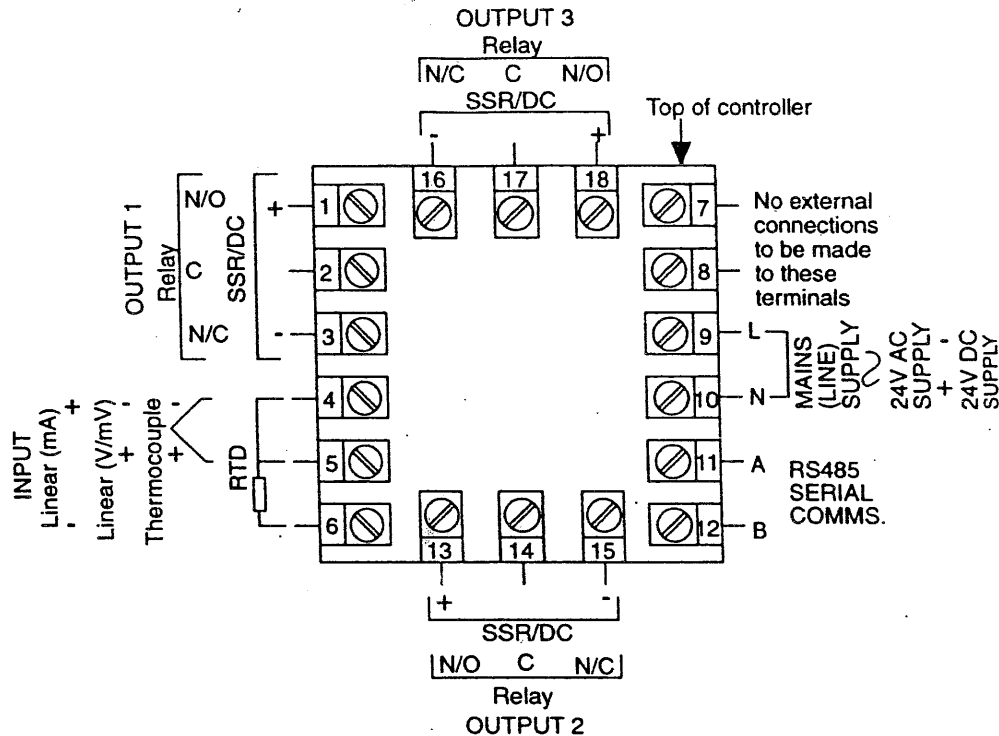 OUTPUT 3
Relay
N/C C N/O
SSR/DC
- +
Top of controller
16 17 18
OUTPUT 1
Relay
N/O
C
N/C
SSR/DC
+
-
1
2
3
4
5
6
7
8
9
10
11
12
No external
connections
to be made
to these
terminals
L
N
MAINS
(LINE)
SUPPLY
24V AC
SUPPLY
- +
24V DC
SUPPLY
A
B
RS485
SERIAL
COMMS.
INPUT
Linear (mA)
+
-
Linear (V/mV)
-
+
Thermocouple
-
+
RTD
13 14 15
+ -
SSR/DC
N/O C N/C
Relay
OUTPUT 2